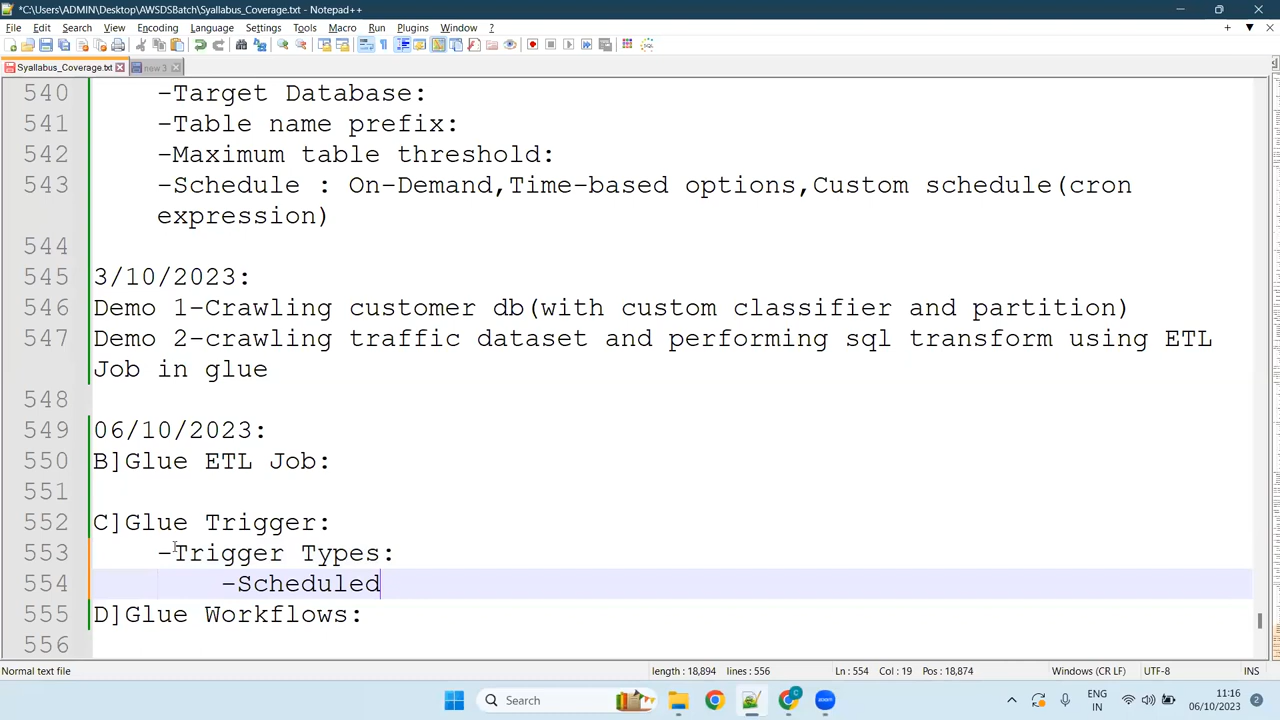 *C:\Users\ADMIN\Desktop\AWSDSBatch\Syallabus_Coverage.txt - Notepad++
File Edit Search View Encoding Language Settings Tools Macro Run Plugins Window ?
Syallabus_Coverage.txt new 3
540 -Target Database:
541 -Table name prefix:
542 -Maximum table threshold:
543 -Schedule : On-Demand,Time-based options,Custom schedule(cron
expression)
544
545 3/10/2023:
546 Demo 1-Crawling customer db(with custom classifier and partition)
547 Demo 2-crawling traffic dataset and performing sql transform using ETL
Job in glue
548
549 06/10/2023:
550 B]Glue ETL Job:
551
552 C]Glue Trigger:
553 -Trigger Types:
554 -Scheduled
555 D]Glue Workflows:
556
Normal text file length : 18,894 lines : 556 Ln : 554 Col : 19 Pos : 18,874 Windows (CR LF) UTF-8 INS
Search ENG IN 11:16 06/10/2023